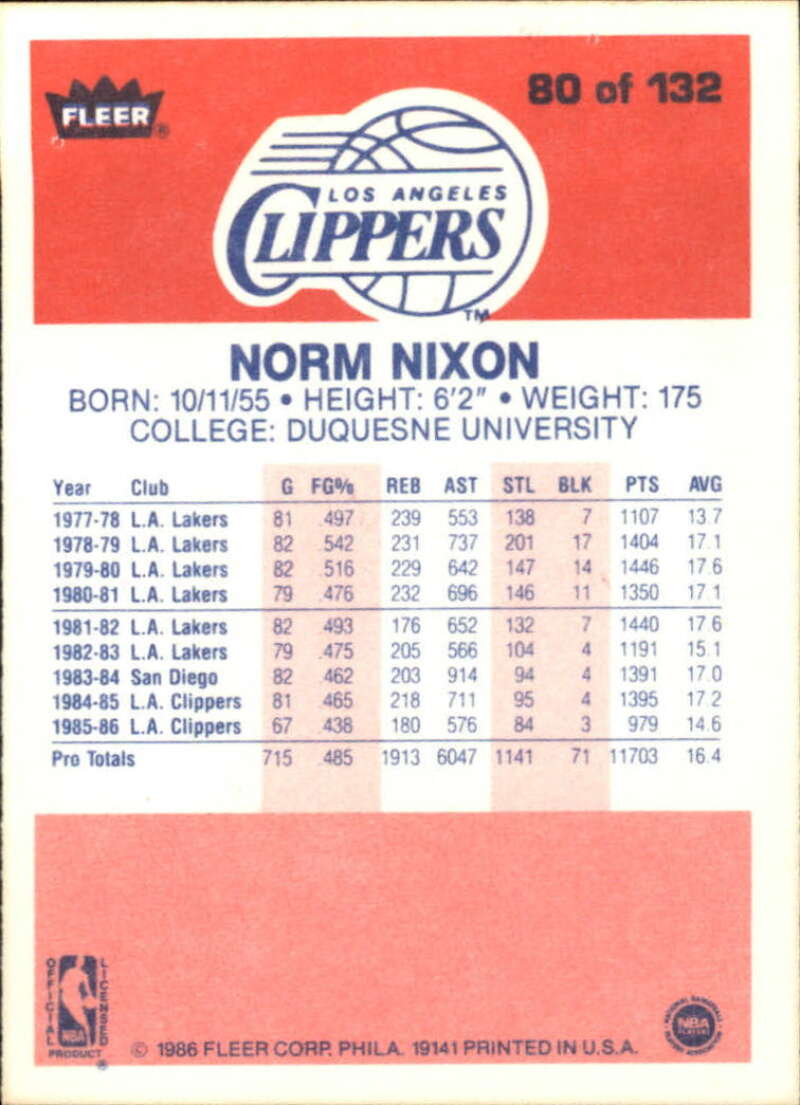 FLEER®
80 of 132
LOS ANGELES
CLIPPERS
TM
NORM NIXON
BORN: 10/11/55 • HEIGHT: 6'2" • WEIGHT: 175
COLLEGE: DUQUESNE UNIVERSITY
Year Club G FG% REB AST STL BLK PTS AVG
1977-78 L.A. Lakers 81 .497 239 553 138 7 1107 13.7
1978-79 L.A. Lakers 82 .542 231 737 201 17 1404 17.1
1979-80 L.A. Lakers 82 .516 229 642 147 14 1446 17.6
1980-81 L.A. Lakers 79 .476 232 696 146 11 1350 17.1
1981-82 L.A. Lakers 82 .493 176 652 132 7 1440 17.6
1982-83 L.A. Lakers 79 .475 205 566 104 4 1191 15.1
1983-84 San Diego 82 .462 203 914 94 4 1391 17.0
1984-85 L.A. Clippers 81 .465 218 711 95 4 1395 17.2
1985-86 L.A. Clippers 67 .438 180 576 84 3 979 14.6
Pro Totals 715 .485 1913 6047 1141 71 11703 16.4
OFFICIAL LICENSED
NBA
PRODUCT ®
© 1986 FLEER CORP. PHILA. 19141 PRINTED IN U.S.A.
NATIONAL BASKETBALL
NBA
PLAYERS
ASSOCIATION